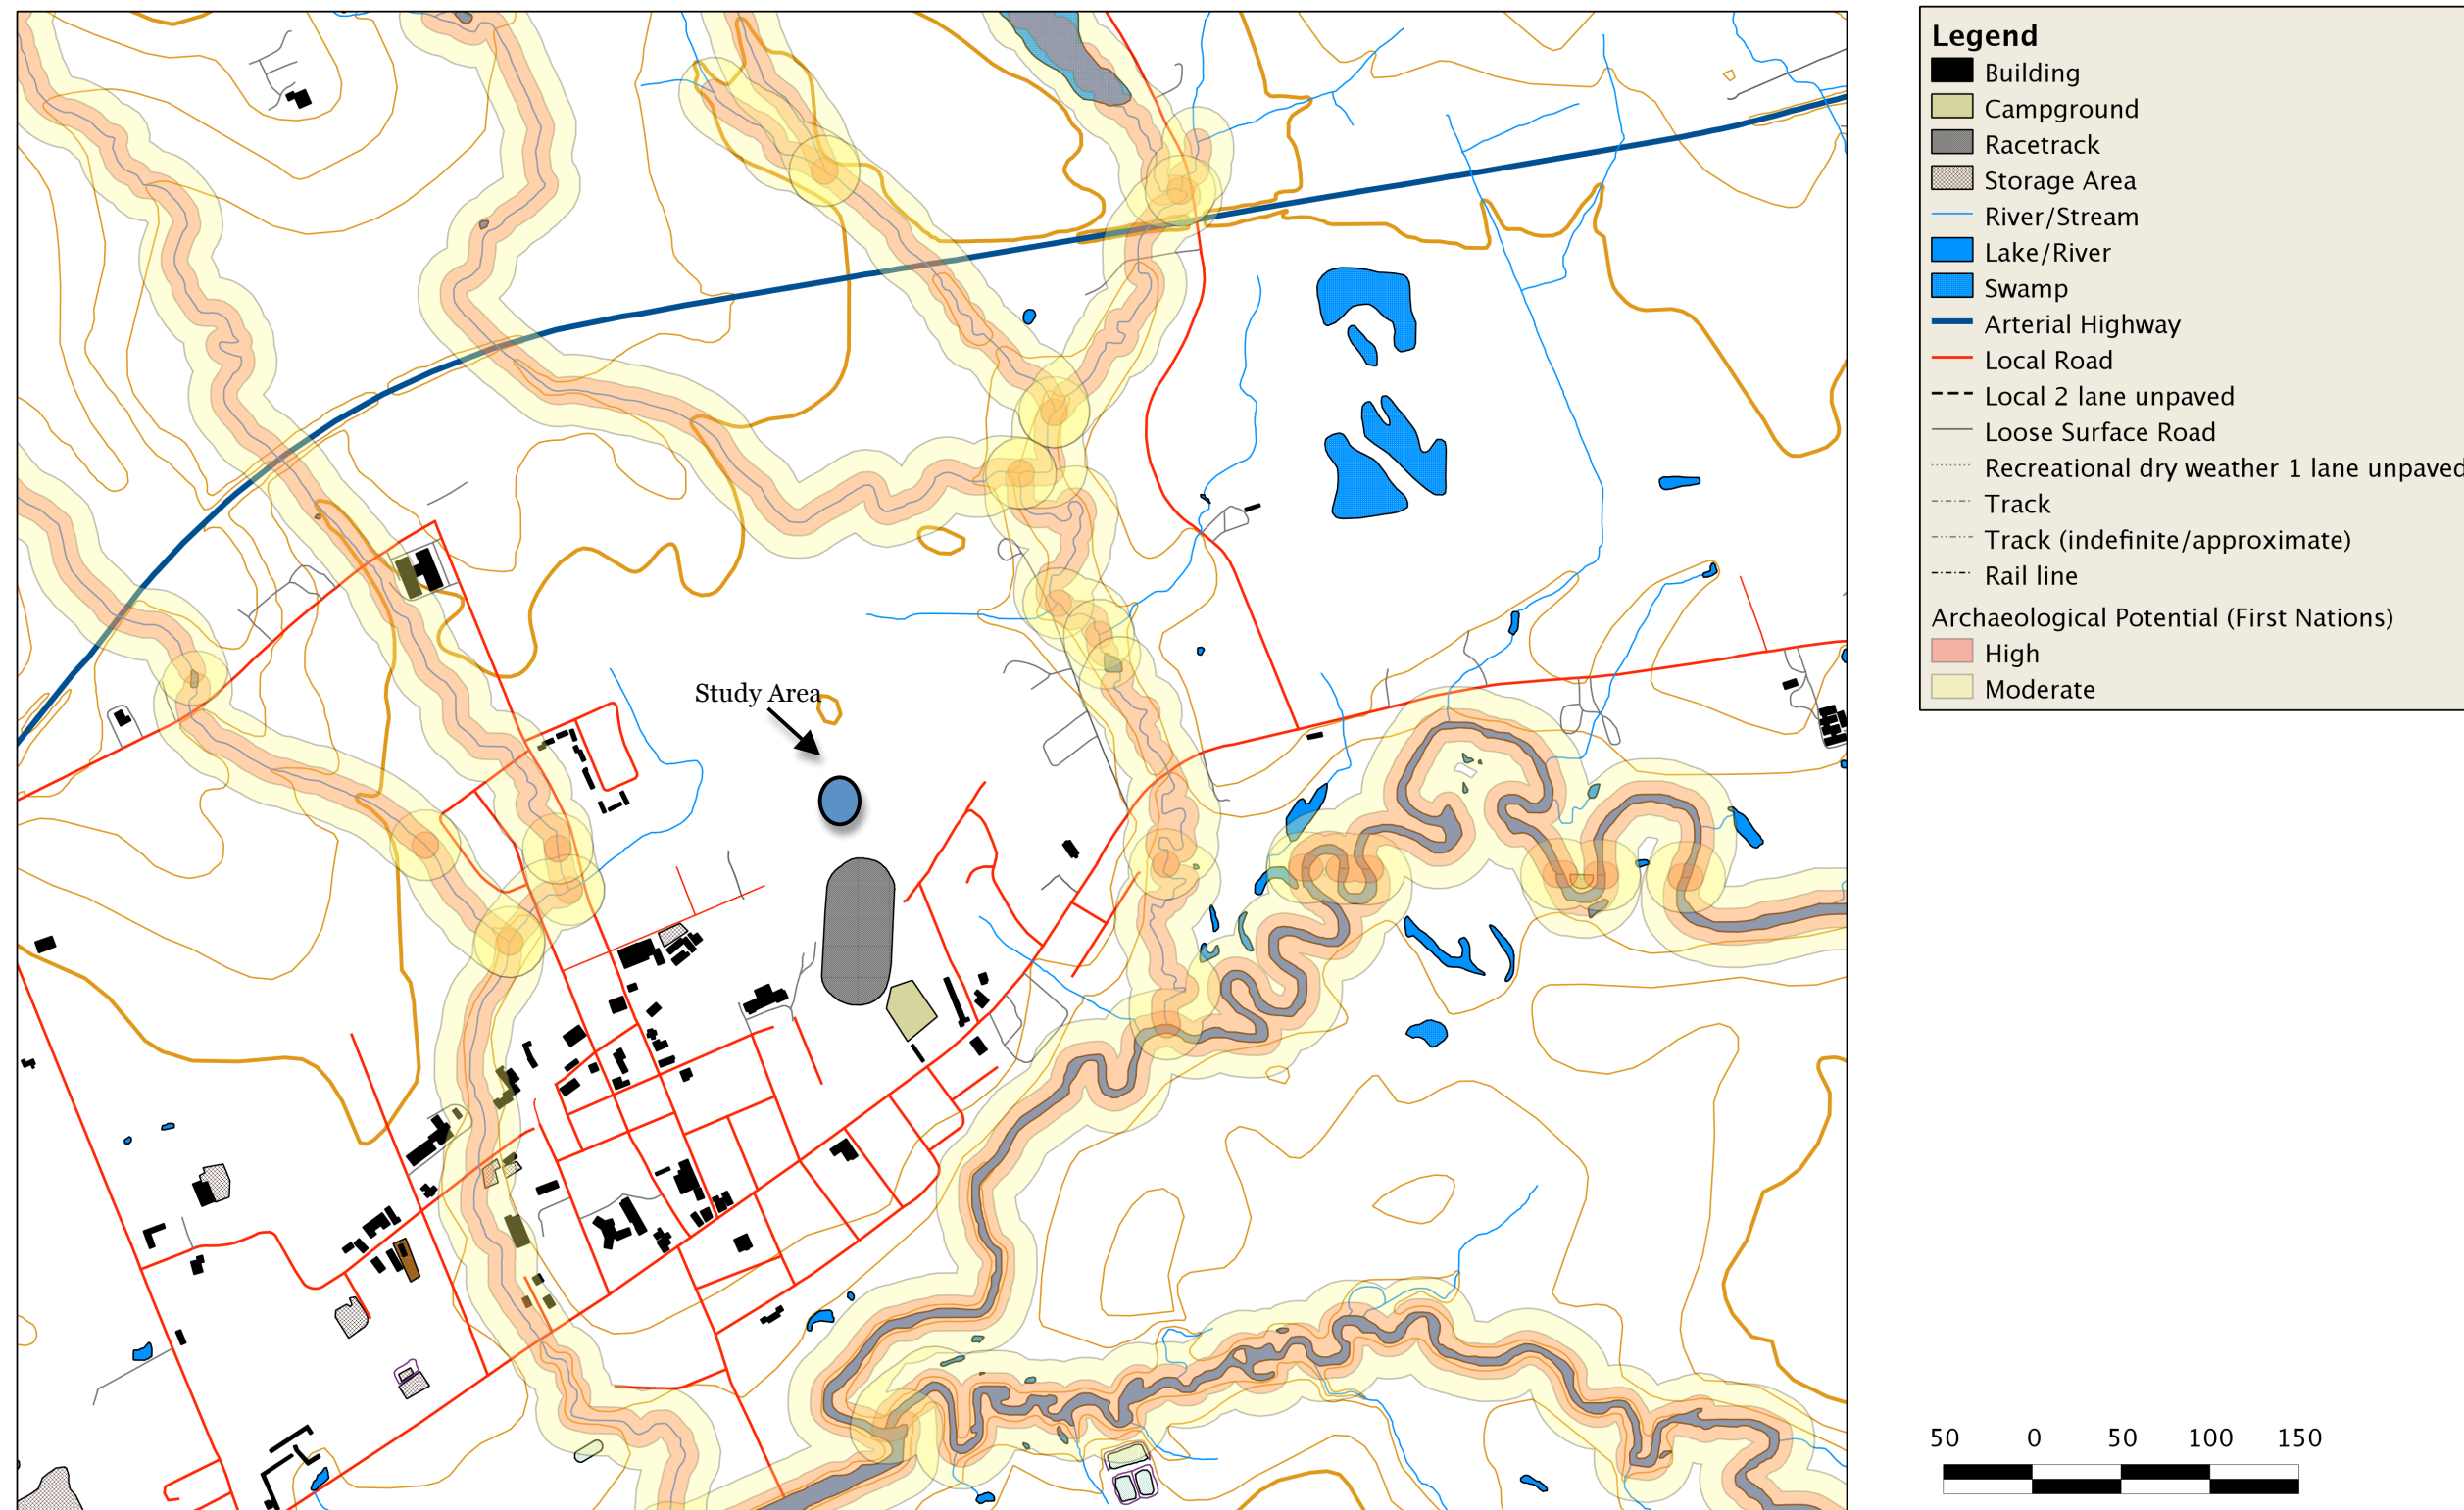 Study Area
Legend
Building
Campground
Racetrack
Storage Area
River/Stream
Lake/River
Swamp
Arterial Highway
Local Road
Local 2 lane unpaved
Loose Surface Road
Recreational dry weather 1 lane unpaved
Track
Track (indefinite/approximate)
Rail line
Archaeological Potential (First Nations)
High
Moderate
50 0 50 100 150